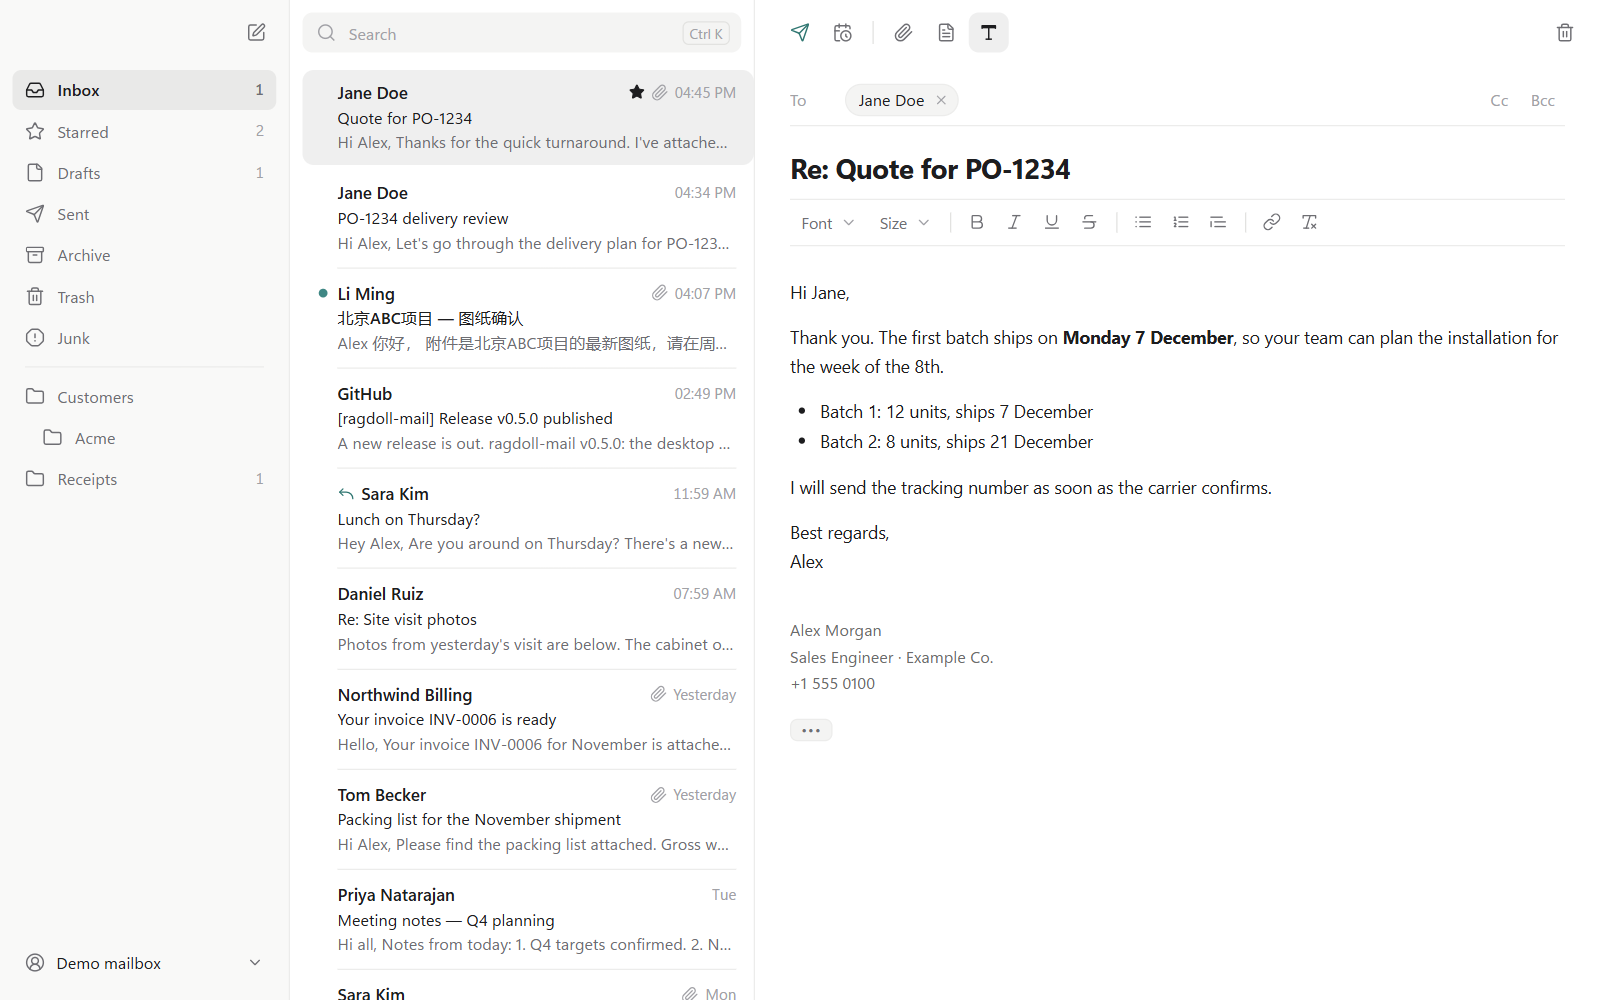 Inbox 1
Starred 2
Drafts 1
Sent
Archive
Trash
Junk
Customers
Acme
Receipts 1
Demo mailbox
Search Ctrl K
Jane Doe 04:45 PM
Quote for PO-1234
Hi Alex, Thanks for the quick turnaround. I've attache...
Jane Doe 04:34 PM
PO-1234 delivery review
Hi Alex, Let's go through the delivery plan for PO-123...
Li Ming 04:07 PM
北京ABC项目 — 图纸确认
Alex 你好， 附件是北京ABC项目的最新图纸，请在周...
GitHub 02:49 PM
[ragdoll-mail] Release v0.5.0 published
A new release is out. ragdoll-mail v0.5.0: the desktop ...
Sara Kim 11:59 AM
Lunch on Thursday?
Hey Alex, Are you around on Thursday? There's a new...
Daniel Ruiz 07:59 AM
Re: Site visit photos
Photos from yesterday's visit are below. The cabinet o...
Northwind Billing Yesterday
Your invoice INV-0006 is ready
Hello, Your invoice INV-0006 for November is attache...
Tom Becker Yesterday
Packing list for the November shipment
Hi Alex, Please find the packing list attached. Gross w...
Priya Natarajan Tue
Meeting notes — Q4 planning
Hi all, Notes from today: 1. Q4 targets confirmed. 2. N...
Sara Kim Mon
To Jane Doe Cc Bcc
Re: Quote for PO-1234
Font Size
Hi Jane,
Thank you. The first batch ships on Monday 7 December, so your team can plan the installation for
the week of the 8th.
• Batch 1: 12 units, ships 7 December
• Batch 2: 8 units, ships 21 December
I will send the tracking number as soon as the carrier confirms.
Best regards,
Alex
Alex Morgan
Sales Engineer · Example Co.
+1 555 0100